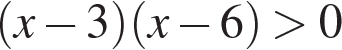 (x − 3)(x − 6) > 0